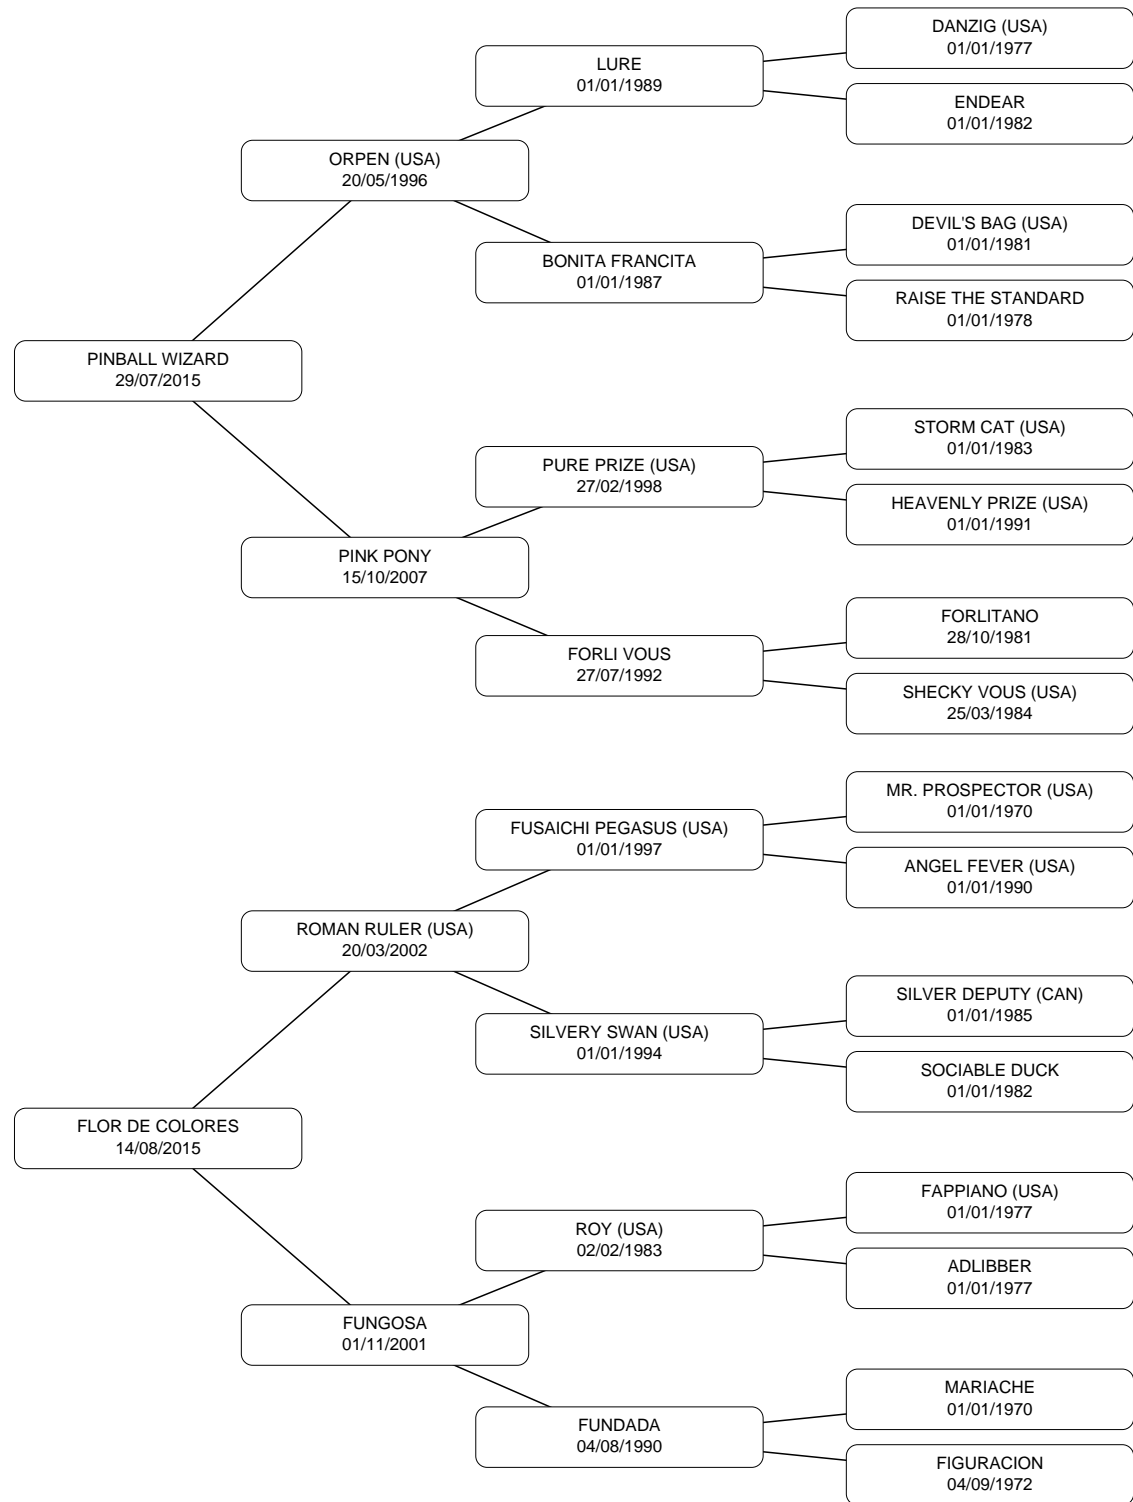 DANZIG (USA)
01/01/1977
LURE
01/01/1989
ENDEAR
01/01/1982
ORPEN (USA)
20/05/1996
DEVIL'S BAG (USA)
01/01/1981
BONITA FRANCITA
01/01/1987
RAISE THE STANDARD
01/01/1978
PINBALL WIZARD
29/07/2015
STORM CAT (USA)
01/01/1983
PURE PRIZE (USA)
27/02/1998
HEAVENLY PRIZE (USA)
01/01/1991
PINK PONY
15/10/2007
FORLITANO
28/10/1981
FORLI VOUS
27/07/1992
SHECKY VOUS (USA)
25/03/1984
MR. PROSPECTOR (USA)
01/01/1970
FUSAICHI PEGASUS (USA)
01/01/1997
ANGEL FEVER (USA)
01/01/1990
ROMAN RULER (USA)
20/03/2002
SILVER DEPUTY (CAN)
01/01/1985
SILVERY SWAN (USA)
01/01/1994
SOCIABLE DUCK
01/01/1982
FLOR DE COLORES
14/08/2015
FAPPIANO (USA)
01/01/1977
ROY (USA)
02/02/1983
ADLIBBER
01/01/1977
FUNGOSA
01/11/2001
MARIACHE
01/01/1970
FUNDADA
04/08/1990
FIGURACION
04/09/1972